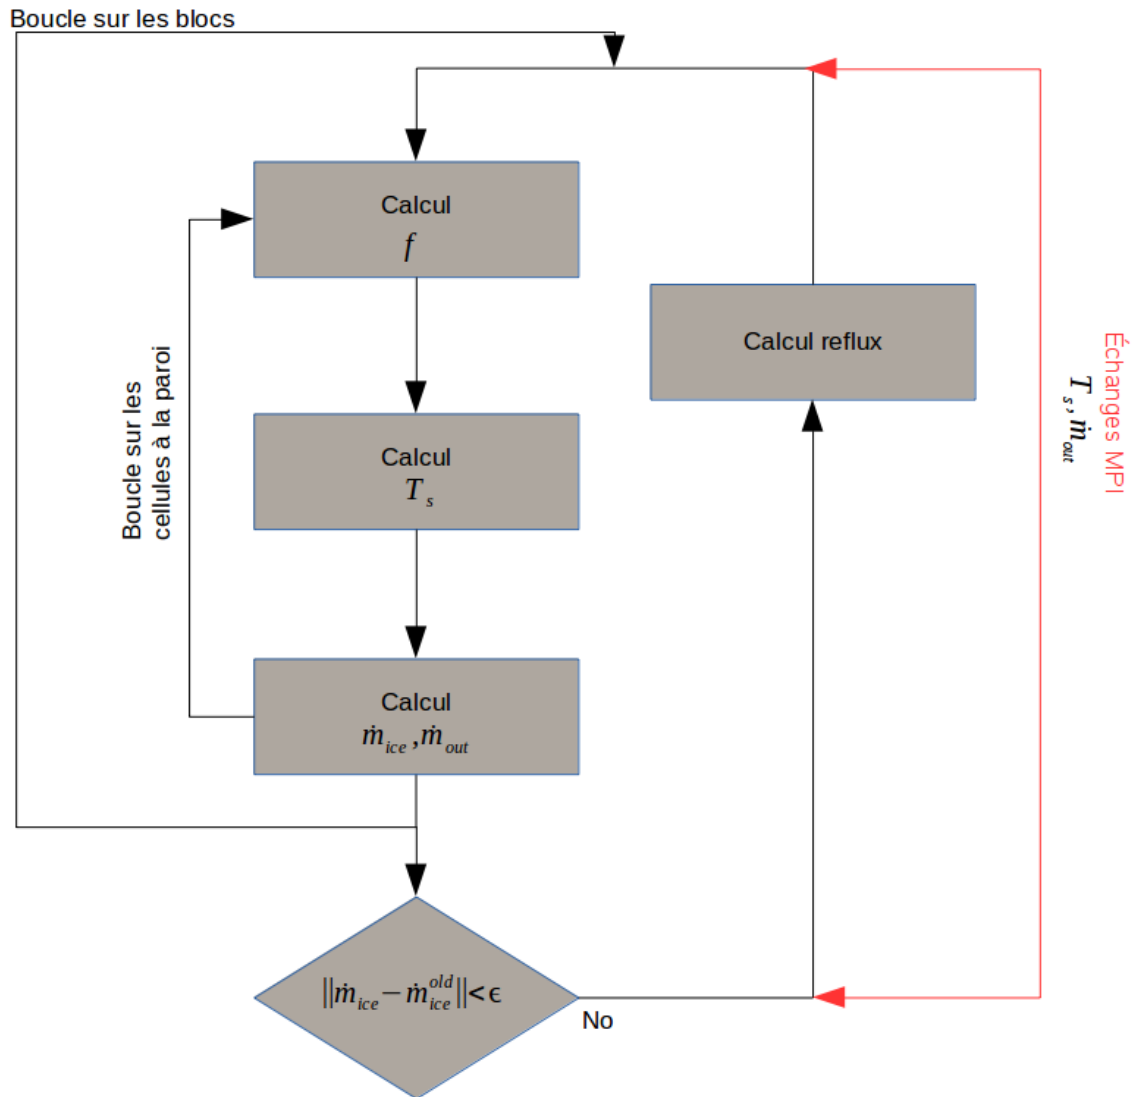 Boucle sur les blocs
Calcul
f
Calcul reflux
Échanges MPI
T_s, ṁ_out
Boucle sur les
cellules à la paroi
Calcul
T_s
Calcul
ṁ_ice, ṁ_out
||ṁ_ice − ṁ_ice^old|| < ϵ
No